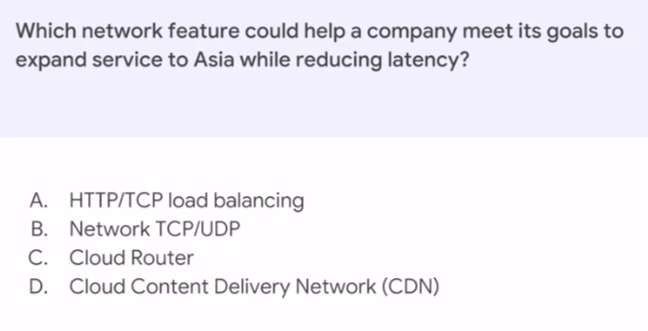 Which network feature could help a company meet its goals to
expand service to Asia while reducing latency?
A. HTTP/TCP load balancing
B. Network TCP/UDP
C. Cloud Router
D. Cloud Content Delivery Network (CDN)